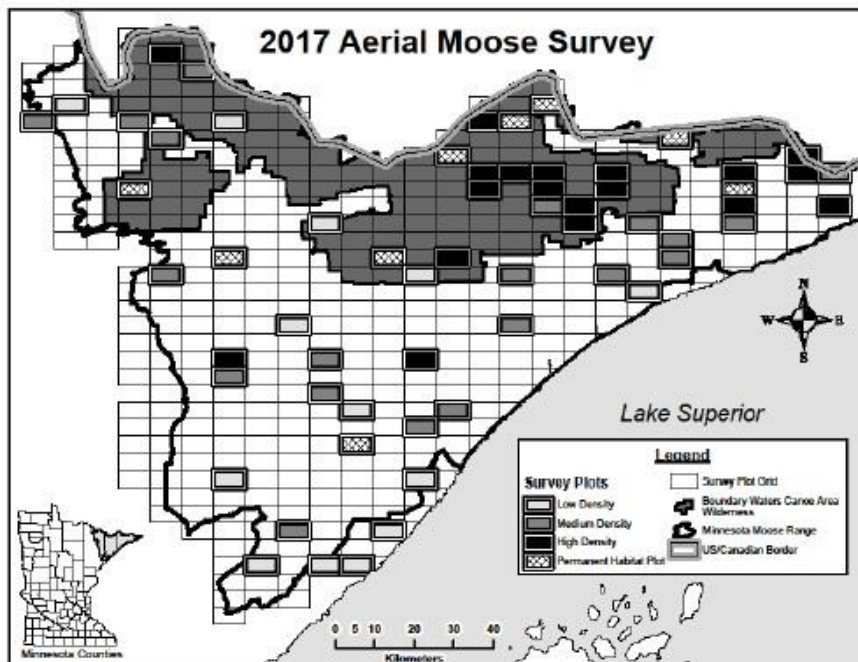 2017 Aerial Moose Survey
N
W E
S
Lake Superior
Legend
Survey Plots
Low Density
Medium Density
High Density
Permanent Habitat Plot
Survey Plot Grid
Boundary Waters Canoe Area
Wilderness
Minnesota Moose Range
US/Canadian Border
Minnesota Counties
0 5 10 20 30 40
Kilometers